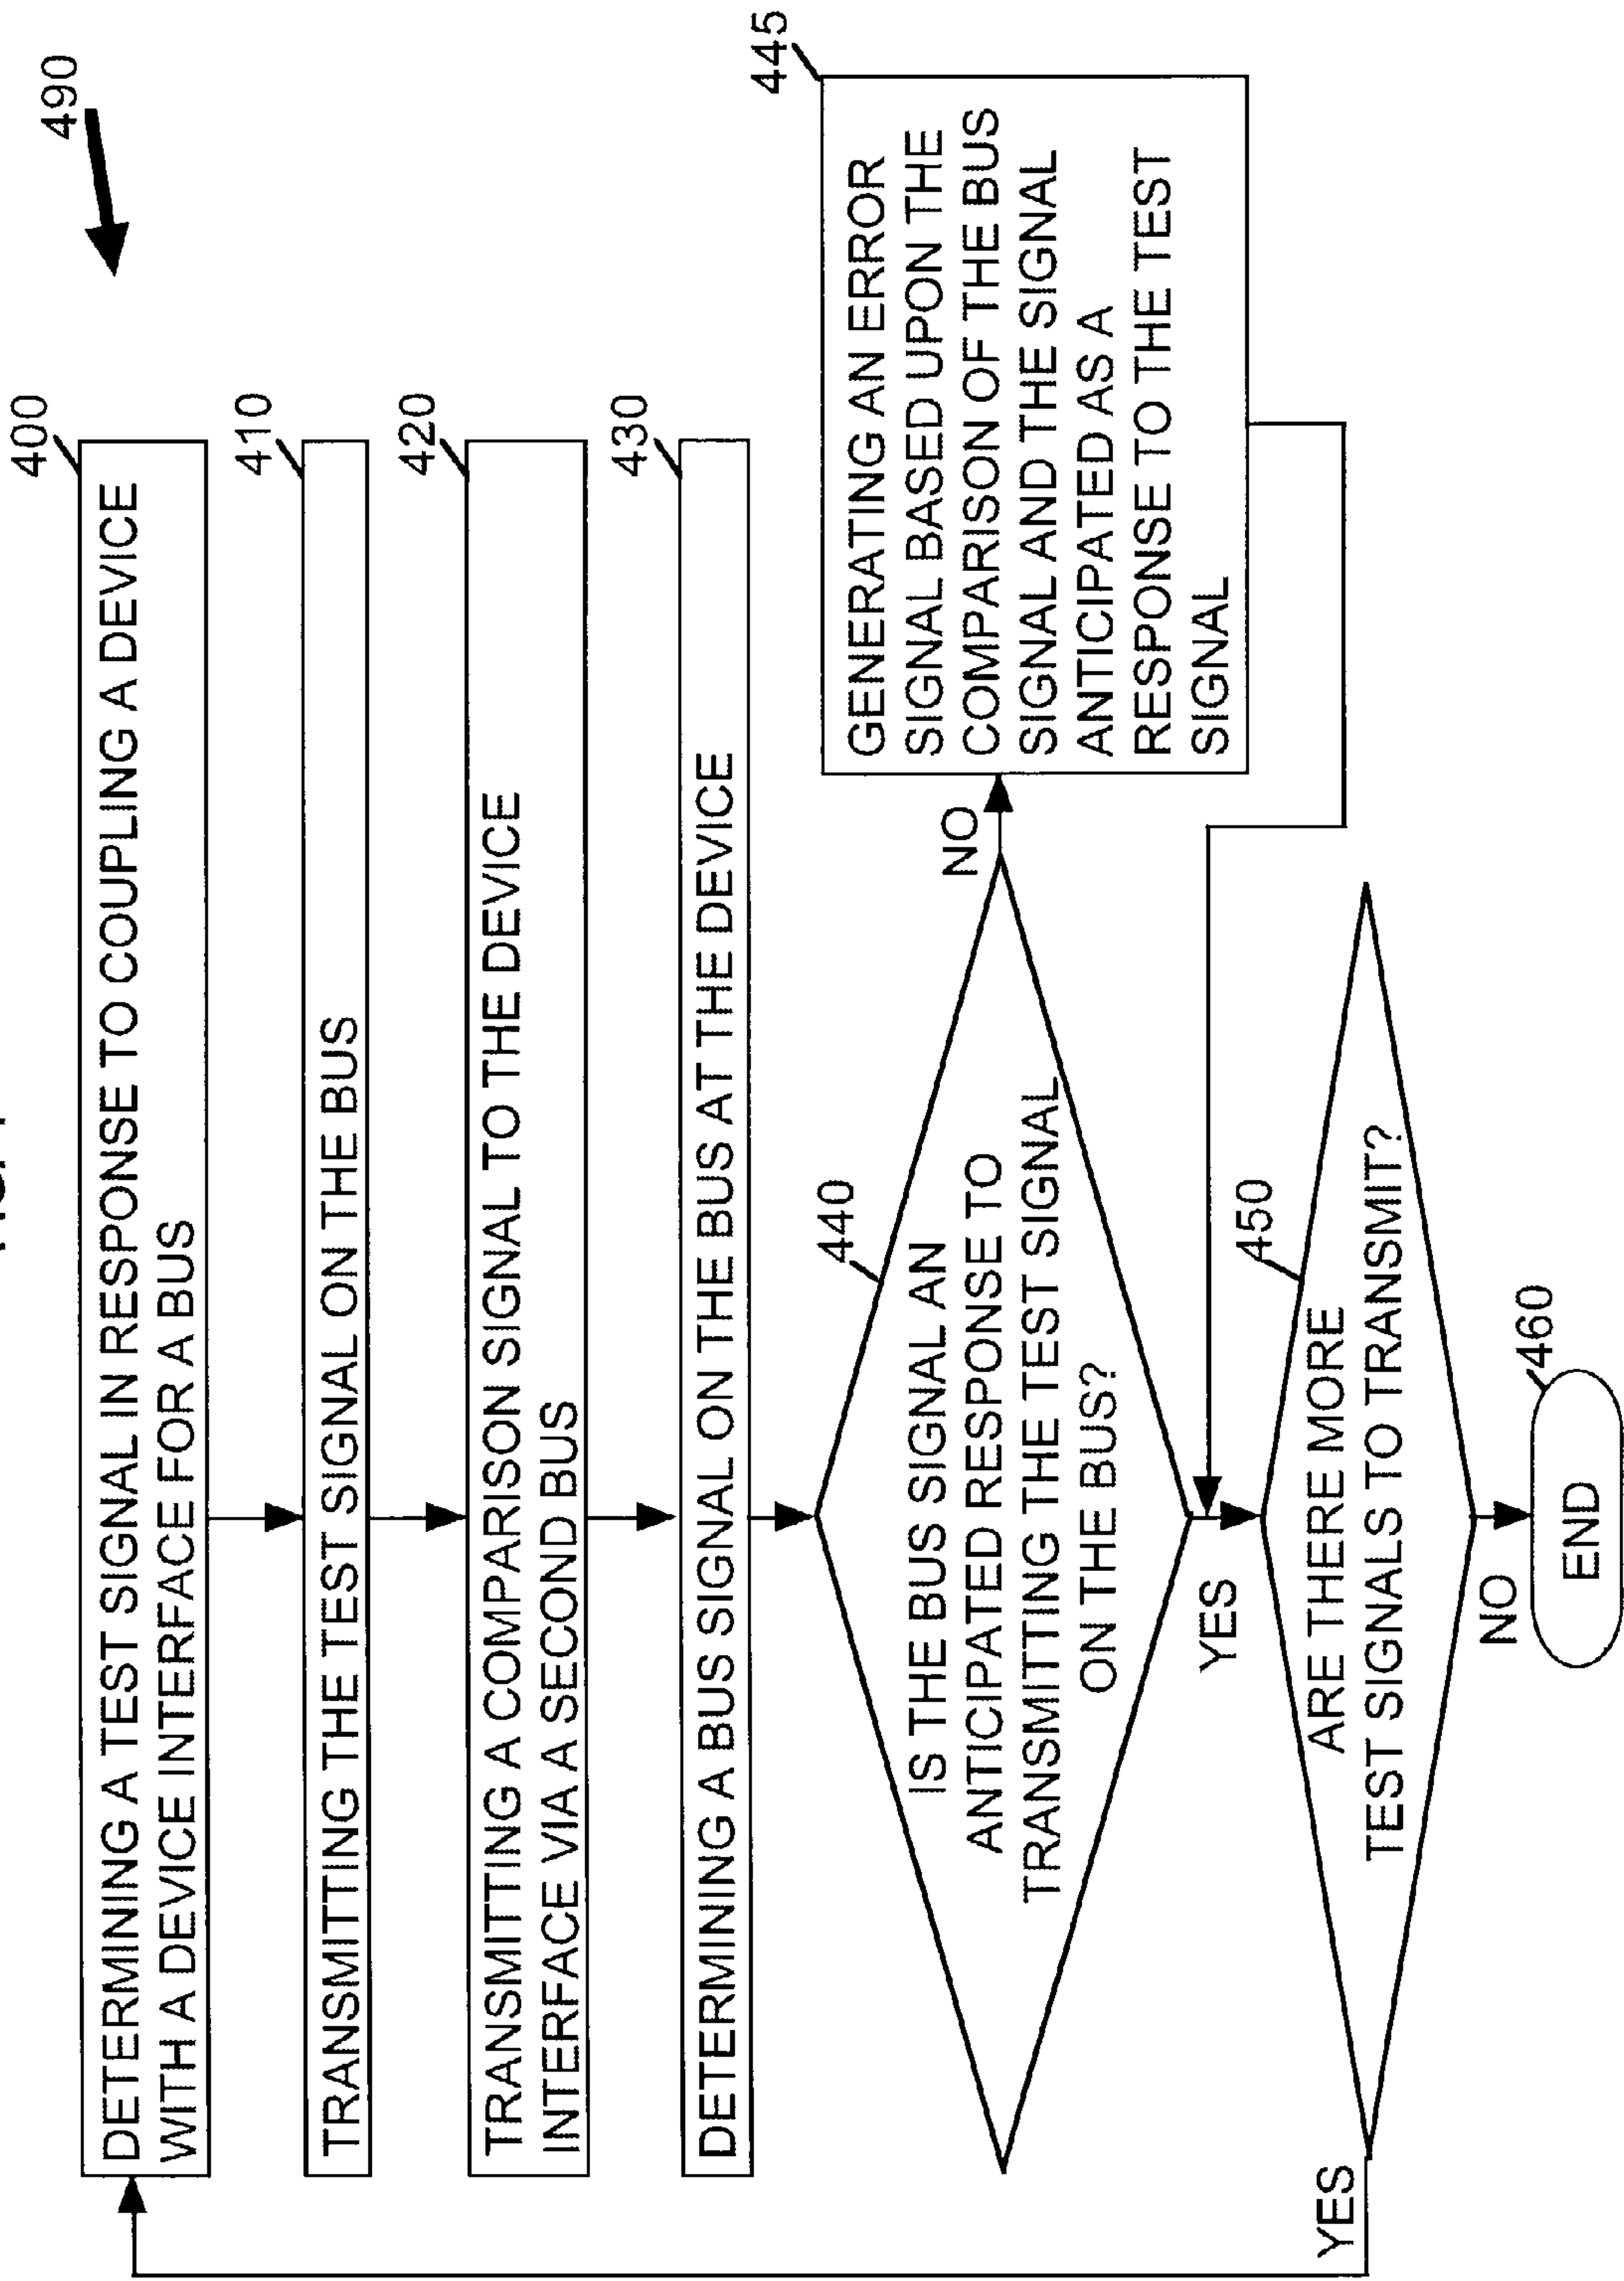 490
400
DETERMINING A TEST SIGNAL IN RESPONSE TO COUPLING A DEVICE
WITH A DEVICE INTERFACE FOR A BUS
410
TRANSMITTING THE TEST SIGNAL ON THE BUS
420
TRANSMITTING A COMPARISON SIGNAL TO THE DEVICE
INTERFACE VIA A SECOND BUS
430
DETERMINING A BUS SIGNAL ON THE BUS AT THE DEVICE
440
IS THE BUS SIGNAL AN
ANTICIPATED RESPONSE TO
TRANSMITTING THE TEST SIGNAL
ON THE BUS?
NO
445
GENERATING AN ERROR
SIGNAL BASED UPON THE
COMPARISON OF THE BUS
SIGNAL AND THE SIGNAL
ANTICIPATED AS A
RESPONSE TO THE TEST
SIGNAL
YES
450
ARE THERE MORE
TEST SIGNALS TO TRANSMIT?
YES
NO
460
END